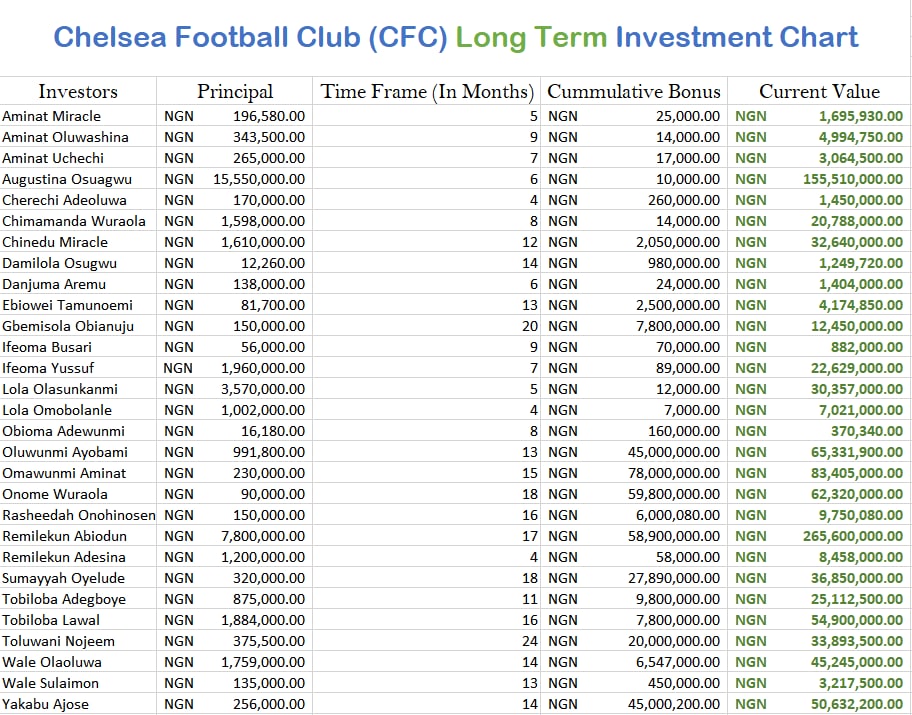 Chelsea Football Club (CFC) Long Term Investment Chart
Investors Principal Time Frame (In Months) Cummulative Bonus Current Value
Aminat Miracle NGN 196,580.00 5 NGN 25,000.00 NGN 1,695,930.00
Aminat Oluwashina NGN 343,500.00 9 NGN 14,000.00 NGN 4,994,750.00
Aminat Uchechi NGN 265,000.00 7 NGN 17,000.00 NGN 3,064,500.00
Augustina Osuagwu NGN 15,550,000.00 6 NGN 10,000.00 NGN 155,510,000.00
Cherechi Adeoluwa NGN 170,000.00 4 NGN 260,000.00 NGN 1,450,000.00
Chimamanda Wuraola NGN 1,598,000.00 8 NGN 14,000.00 NGN 20,788,000.00
Chinedu Miracle NGN 1,610,000.00 12 NGN 2,050,000.00 NGN 32,640,000.00
Damilola Osugwu NGN 12,260.00 14 NGN 980,000.00 NGN 1,249,720.00
Danjuma Aremu NGN 138,000.00 6 NGN 24,000.00 NGN 1,404,000.00
Ebiowei Tamunoemi NGN 81,700.00 13 NGN 2,500,000.00 NGN 4,174,850.00
Gbemisola Obianuju NGN 150,000.00 20 NGN 7,800,000.00 NGN 12,450,000.00
Ifeoma Busari NGN 56,000.00 9 NGN 70,000.00 NGN 882,000.00
Ifeoma Yussuf NGN 1,960,000.00 7 NGN 89,000.00 NGN 22,629,000.00
Lola Olasunkanmi NGN 3,570,000.00 5 NGN 12,000.00 NGN 30,357,000.00
Lola Omobolanle NGN 1,002,000.00 4 NGN 7,000.00 NGN 7,021,000.00
Obioma Adewunmi NGN 16,180.00 8 NGN 160,000.00 NGN 370,340.00
Oluwunmi Ayobami NGN 991,800.00 13 NGN 45,000,000.00 NGN 65,331,900.00
Omawunmi Aminat NGN 230,000.00 15 NGN 78,000,000.00 NGN 83,405,000.00
Onome Wuraola NGN 90,000.00 18 NGN 59,800,000.00 NGN 62,320,000.00
Rasheedah Onohinosen NGN 150,000.00 16 NGN 6,000,080.00 NGN 9,750,080.00
Remilekun Abiodun NGN 7,800,000.00 17 NGN 58,900,000.00 NGN 265,600,000.00
Remilekun Adesina NGN 1,200,000.00 4 NGN 58,000.00 NGN 8,458,000.00
Sumayyah Oyelude NGN 320,000.00 18 NGN 27,890,000.00 NGN 36,850,000.00
Tobiloba Adegboye NGN 875,000.00 11 NGN 9,800,000.00 NGN 25,112,500.00
Tobiloba Lawal NGN 1,884,000.00 16 NGN 7,800,000.00 NGN 54,900,000.00
Toluwani Nojeem NGN 375,500.00 24 NGN 20,000,000.00 NGN 33,893,500.00
Wale Olaoluwa NGN 1,759,000.00 14 NGN 6,547,000.00 NGN 45,245,000.00
Wale Sulaimon NGN 135,000.00 13 NGN 450,000.00 NGN 3,217,500.00
Yakabu Ajose NGN 256,000.00 14 NGN 45,000,200.00 NGN 50,632,200.00